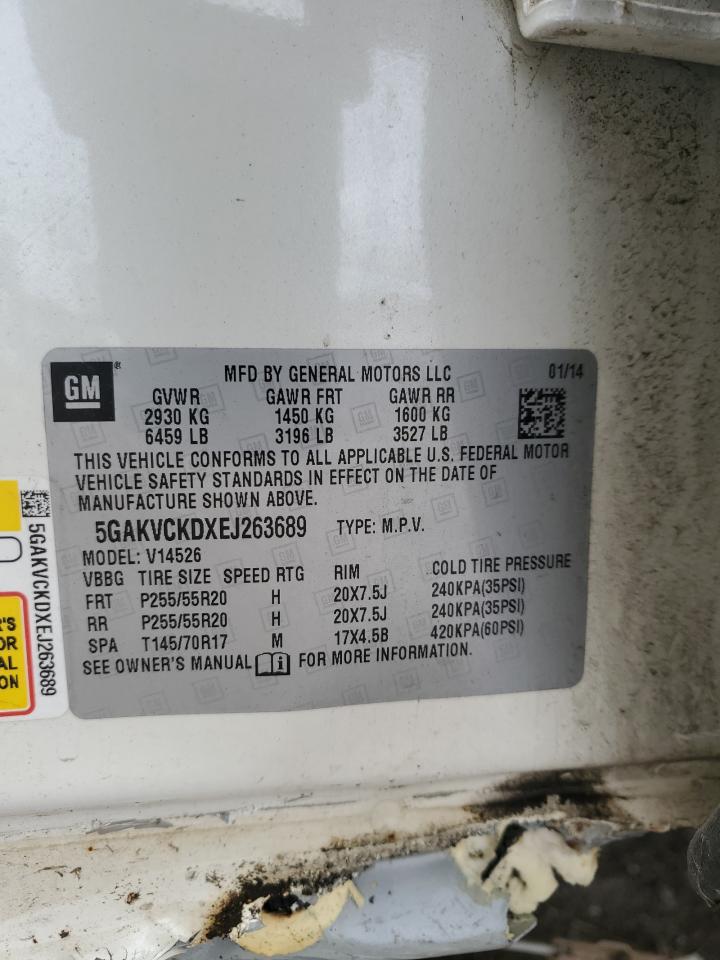 GM
MFD BY GENERAL MOTORS LLC 01/14
GVWR GAWR FRT GAWR RR
2930 KG 1450 KG 1600 KG
6459 LB 3196 LB 3527 LB
THIS VEHICLE CONFORMS TO ALL APPLICABLE U.S. FEDERAL MOTOR
VEHICLE SAFETY STANDARDS IN EFFECT ON THE DATE OF
MANUFACTURE SHOWN ABOVE.
5GAKVCKDXEJ263689 TYPE: M.P.V.
MODEL: V14526
VBBG TIRE SIZE SPEED RTG RIM COLD TIRE PRESSURE
FRT P255/55R20 H 20X7.5J 240KPA(35PSI)
RR P255/55R20 H 20X7.5J 240KPA(35PSI)
SPA T145/70R17 M 17X4.5B 420KPA(60PSI)
SEE OWNER'S MANUAL FOR MORE INFORMATION.
5GAKVCKDXEJ263689
R'S
OR
AL
ON